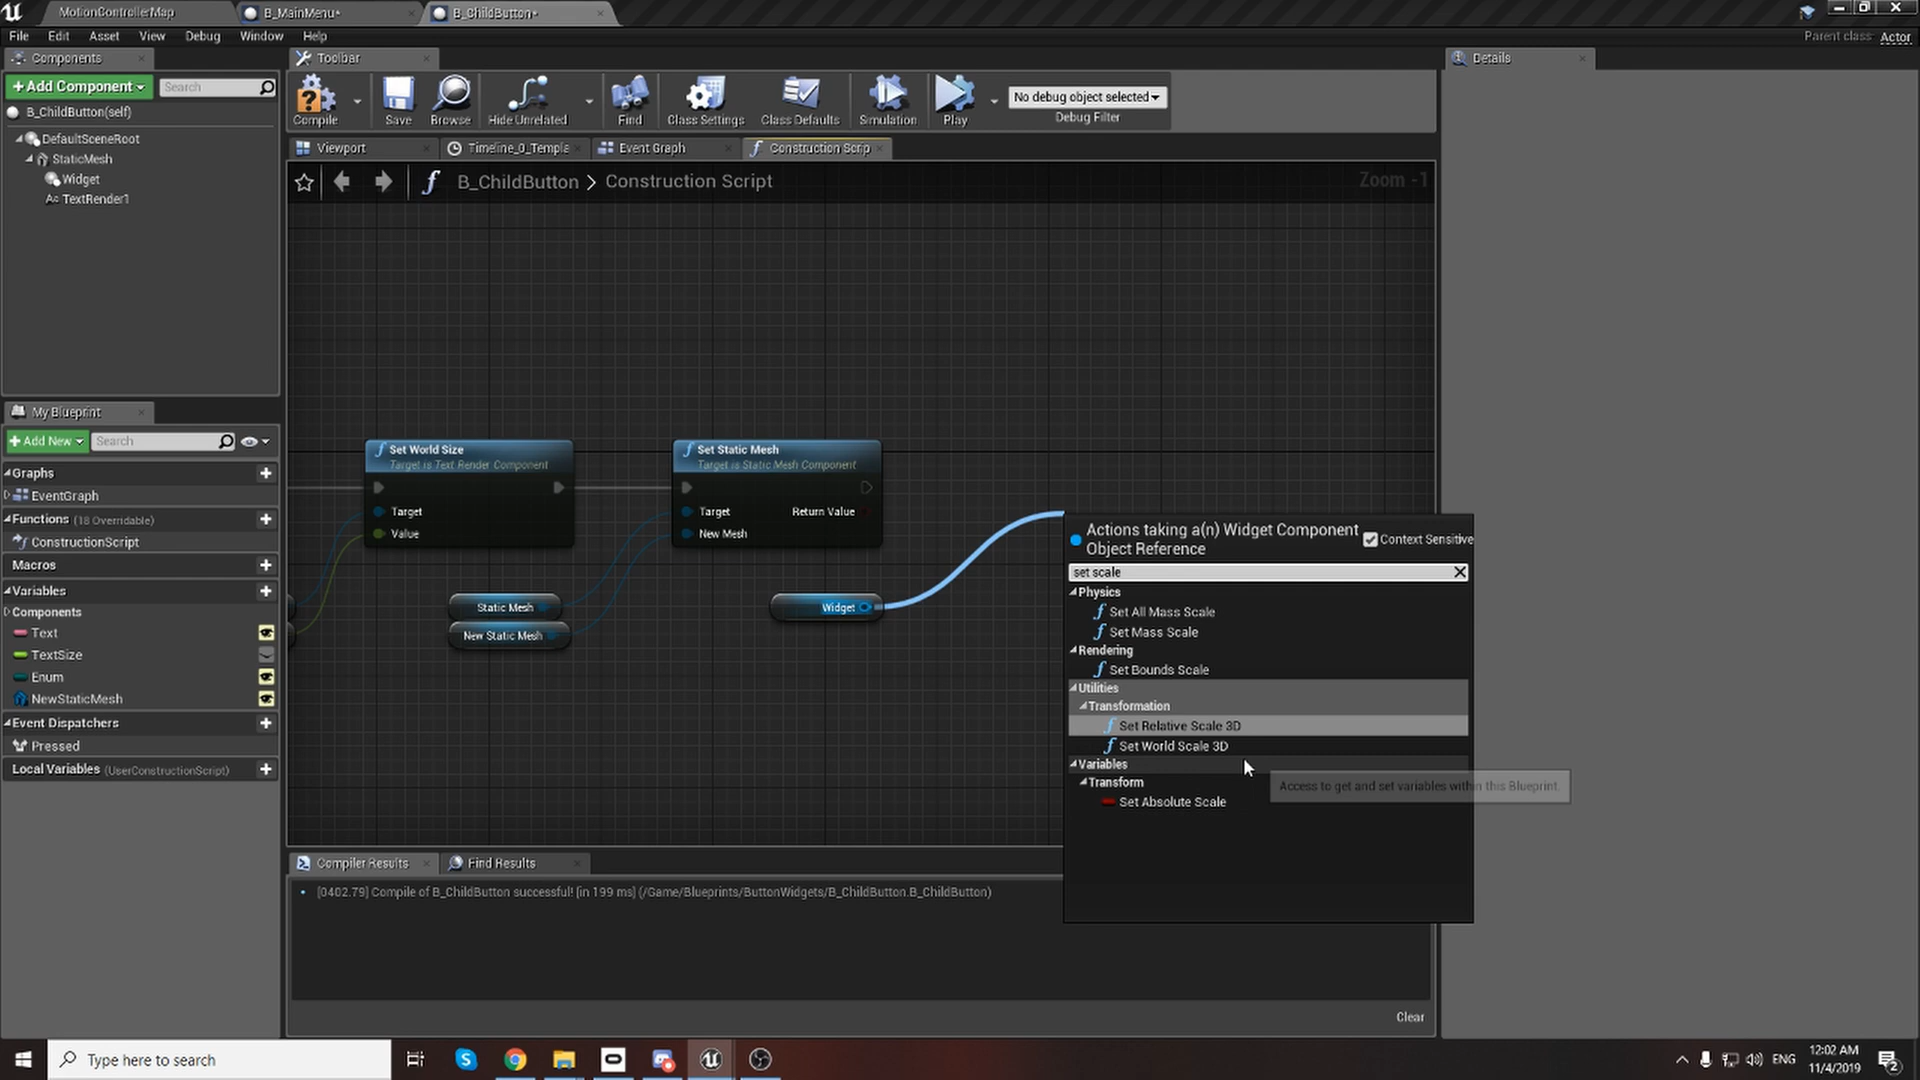 MotionControllerMap
B_MainMenu*
B_ChildButton*
File Edit Asset View Debug Window Help
Parent class: Actor
Components
Toolbar
Details
+Add Component
Search
Compile
Save
Browse
Hide Unrelated
Find
Class Settings
Class Defaults
Simulation
Play
No debug object selected
Debug Filter
B_ChildButton(self)
DefaultSceneRoot
StaticMesh
Widget
TextRender1
Viewport
Timeline_0_Templa
Event Graph
Construction Scrip
B_ChildButton > Construction Script
Zoom -1
My Blueprint
+Add New
Search
Graphs
EventGraph
Functions (18 Overridable)
ConstructionScript
Macros
Variables
Components
Text
TextSize
Enum
NewStaticMesh
Event Dispatchers
Pressed
Local Variables (UserConstructionScript)
Set World Size
Target is Text Render Component
Target
Value
Set Static Mesh
Target is Static Mesh Component
Target
Return Value
New Mesh
Static Mesh
New Static Mesh
Widget
Actions taking a(n) Widget Component
Object Reference
Context Sensitive
set scale
Physics
Set All Mass Scale
Set Mass Scale
Rendering
Set Bounds Scale
Utilities
Transformation
Set Relative Scale 3D
Set World Scale 3D
Variables
Transform
Set Absolute Scale
Access to get and set variables within this Blueprint.
Compiler Results
Find Results
[0402.79] Compile of B_ChildButton successful! [in 199 ms] (/Game/Blueprints/ButtonWidgets/B_ChildButton.B_ChildButton)
Clear
Type here to search
ENG
12:02 AM
11/4/2019
2